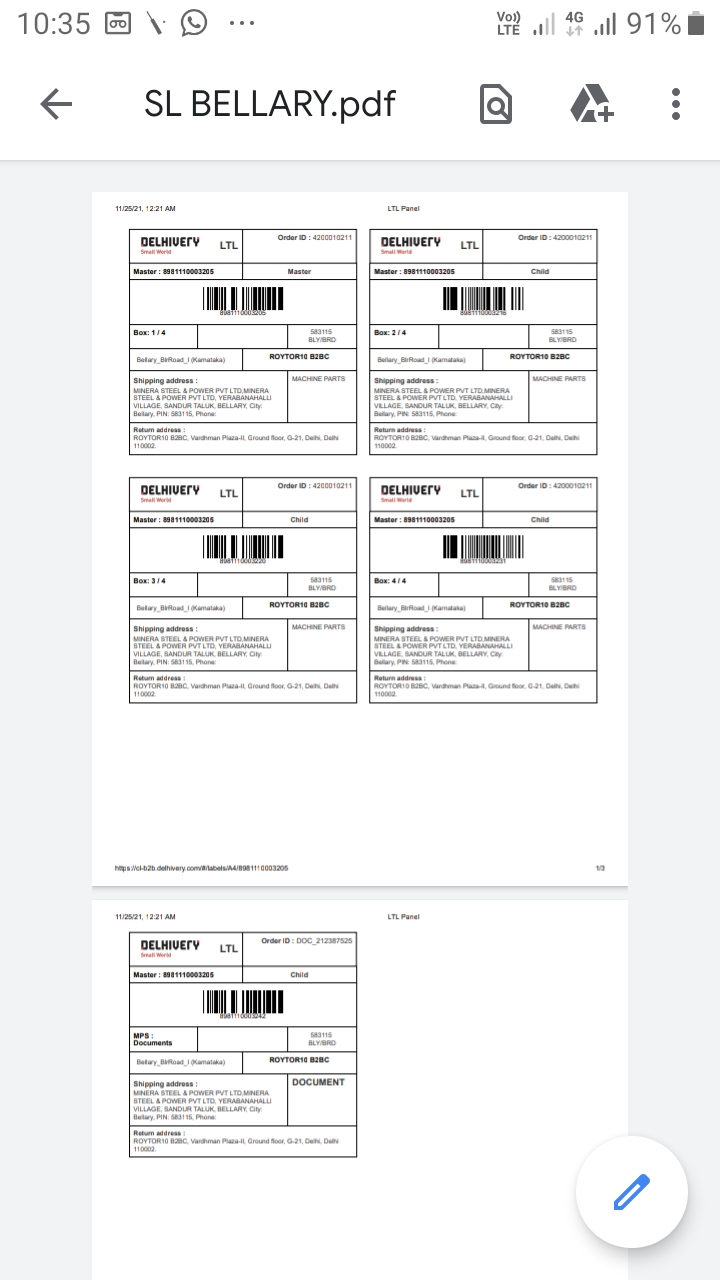 10:35 Vo)) LTE 4G 91%
SL BELLARY.pdf
11/25/21, 12:21 AM LTL Panel
DELHIVERY LTL Order ID : 4200010211
Small World
Master : 8981110003205 Master
8981110003205
Box: 1 / 4 583115
BLY/BRD
Bellary_BlrRoad_I (Karnataka) ROYTOR10 B2BC
Shipping address : MACHINE PARTS
MINERA STEEL & POWER PVT LTD,MINERA
STEEL & POWER PVT LTD, YERABANAHALLI
VILLAGE, SANDUR TALUK, BELLARY, City:
Bellary, PIN: 583115, Phone:
Return address :
ROYTOR10 B2BC, Vardhman Plaza-II, Ground floor, G-21, Delhi, Delhi
110002.
DELHIVERY LTL Order ID : 4200010211
Small World
Master : 8981110003205 Child
8981110003216
Box: 2 / 4 583115
BLY/BRD
Bellary_BlrRoad_I (Karnataka) ROYTOR10 B2BC
Shipping address : MACHINE PARTS
MINERA STEEL & POWER PVT LTD,MINERA
STEEL & POWER PVT LTD, YERABANAHALLI
VILLAGE, SANDUR TALUK, BELLARY, City:
Bellary, PIN: 583115, Phone:
Return address :
ROYTOR10 B2BC, Vardhman Plaza-II, Ground floor, G-21, Delhi, Delhi
110002.
DELHIVERY LTL Order ID : 4200010211
Small World
Master : 8981110003205 Child
8981110003220
Box: 3 / 4 583115
BLY/BRD
Bellary_BlrRoad_I (Karnataka) ROYTOR10 B2BC
Shipping address : MACHINE PARTS
MINERA STEEL & POWER PVT LTD,MINERA
STEEL & POWER PVT LTD, YERABANAHALLI
VILLAGE, SANDUR TALUK, BELLARY, City:
Bellary, PIN: 583115, Phone:
Return address :
ROYTOR10 B2BC, Vardhman Plaza-II, Ground floor, G-21, Delhi, Delhi
110002.
DELHIVERY LTL Order ID : 4200010211
Small World
Master : 8981110003205 Child
8981110003231
Box: 4 / 4 583115
BLY/BRD
Bellary_BlrRoad_I (Karnataka) ROYTOR10 B2BC
Shipping address : MACHINE PARTS
MINERA STEEL & POWER PVT LTD,MINERA
STEEL & POWER PVT LTD, YERABANAHALLI
VILLAGE, SANDUR TALUK, BELLARY, City:
Bellary, PIN: 583115, Phone:
Return address :
ROYTOR10 B2BC, Vardhman Plaza-II, Ground floor, G-21, Delhi, Delhi
110002.
https://cl-b2b.delhivery.com/#/labels/A4/8981110003205 1/3
11/25/21, 12:21 AM LTL Panel
DELHIVERY LTL Order ID : DOC_212387525
Small World
Master : 8981110003205 Child
8981110003242
MPS : 583115
Documents BLY/BRD
Bellary_BlrRoad_I (Karnataka) ROYTOR10 B2BC
Shipping address : DOCUMENT
MINERA STEEL & POWER PVT LTD,MINERA
STEEL & POWER PVT LTD, YERABANAHALLI
VILLAGE, SANDUR TALUK, BELLARY, City:
Bellary, PIN: 583115, Phone:
Return address :
ROYTOR10 B2BC, Vardhman Plaza-II, Ground floor, G-21, Delhi, Delhi
110002.